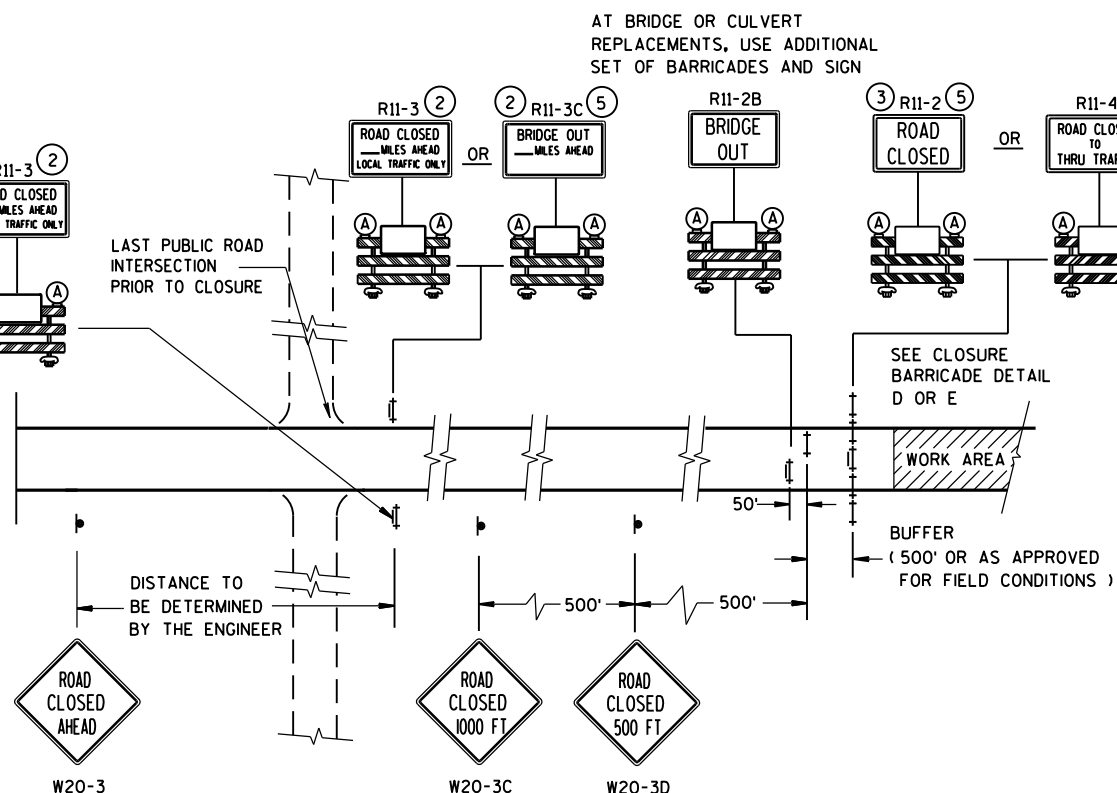 AT BRIDGE OR CULVERT
REPLACEMENTS, USE ADDITIONAL
SET OF BARRICADES AND SIGN
R11-3 2
ROAD CLOSED
MILES AHEAD
LOCAL TRAFFIC ONLY
OR
2 R11-3C 5
BRIDGE OUT
MILES AHEAD
R11-2B
BRIDGE
OUT
3 R11-2 5
ROAD
CLOSED
OR
R11-4
TO
2
CLOSED
MILES AHEAD
TRAFFIC ONLY
A A
A A
A A
A A
A
A
LAST PUBLIC ROAD
INTERSECTION
PRIOR TO CLOSURE
SEE CLOSURE
BARRICADE DETAIL
D OR E
WORK AREA
50'
BUFFER
( 500' OR AS APPROVED
FOR FIELD CONDITIONS )
DISTANCE TO
BE DETERMINED
BY THE ENGINEER
500'
500'
ROAD
CLOSED
AHEAD
W20-3
ROAD
CLOSED
1000 FT
W20-3C
ROAD
CLOSED
500 FT
W20-3D